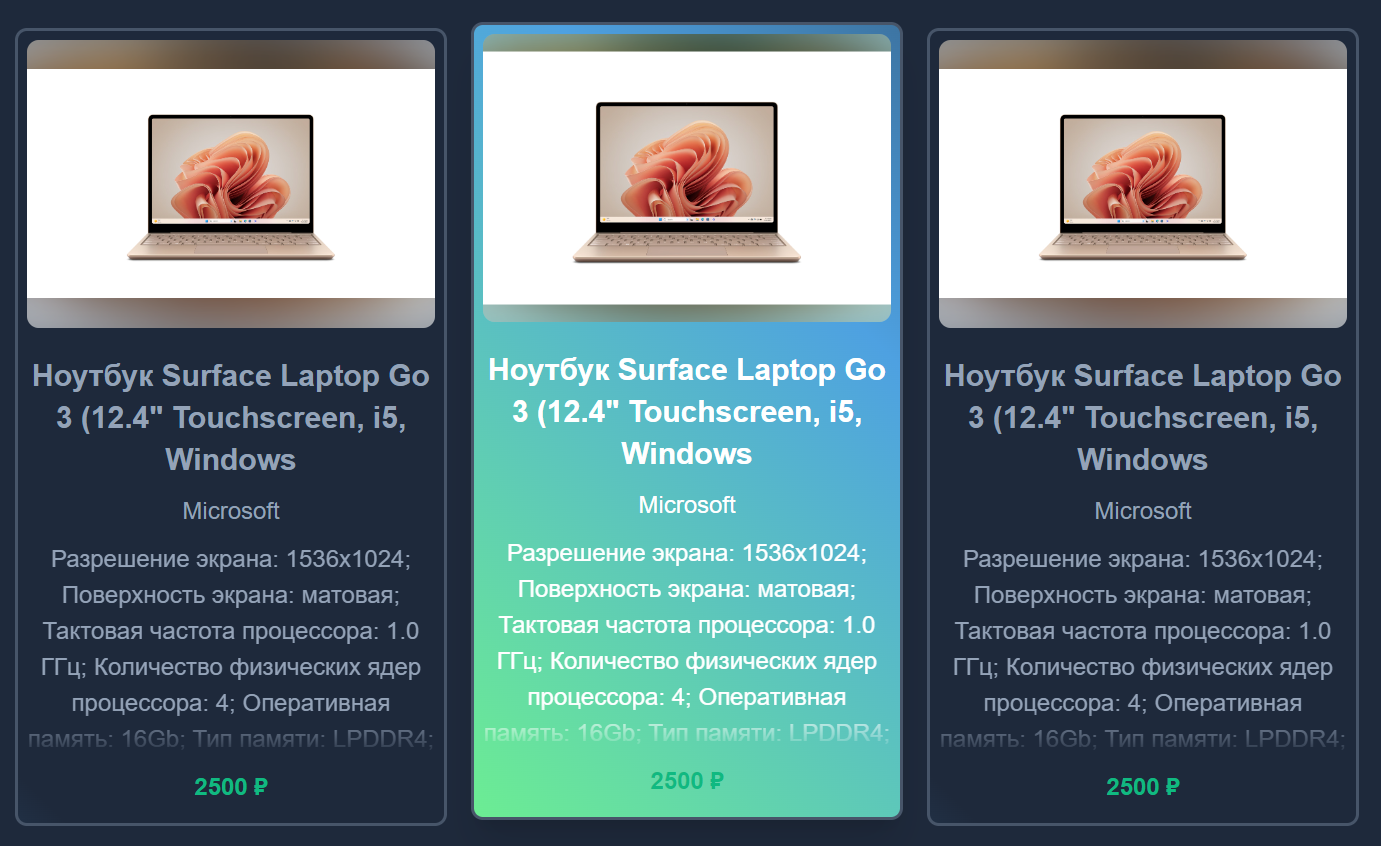 Ноутбук Surface Laptop Go
3 (12.4" Touchscreen, i5,
Windows
Microsoft
Разрешение экрана: 1536x1024;
Поверхность экрана: матовая;
Тактовая частота процессора: 1.0
ГГц; Количество физических ядер
процессора: 4; Оперативная
память: 16Gb; Тип памяти: LPDDR4;
2500 ₽
Ноутбук Surface Laptop Go
3 (12.4" Touchscreen, i5,
Windows
Microsoft
Разрешение экрана: 1536x1024;
Поверхность экрана: матовая;
Тактовая частота процессора: 1.0
ГГц; Количество физических ядер
процессора: 4; Оперативная
память: 16Gb; Тип памяти: LPDDR4;
2500 ₽
Ноутбук Surface Laptop Go
3 (12.4" Touchscreen, i5,
Windows
Microsoft
Разрешение экрана: 1536x1024;
Поверхность экрана: матовая;
Тактовая частота процессора: 1.0
ГГц; Количество физических ядер
процессора: 4; Оперативная
память: 16Gb; Тип памяти: LPDDR4;
2500 ₽